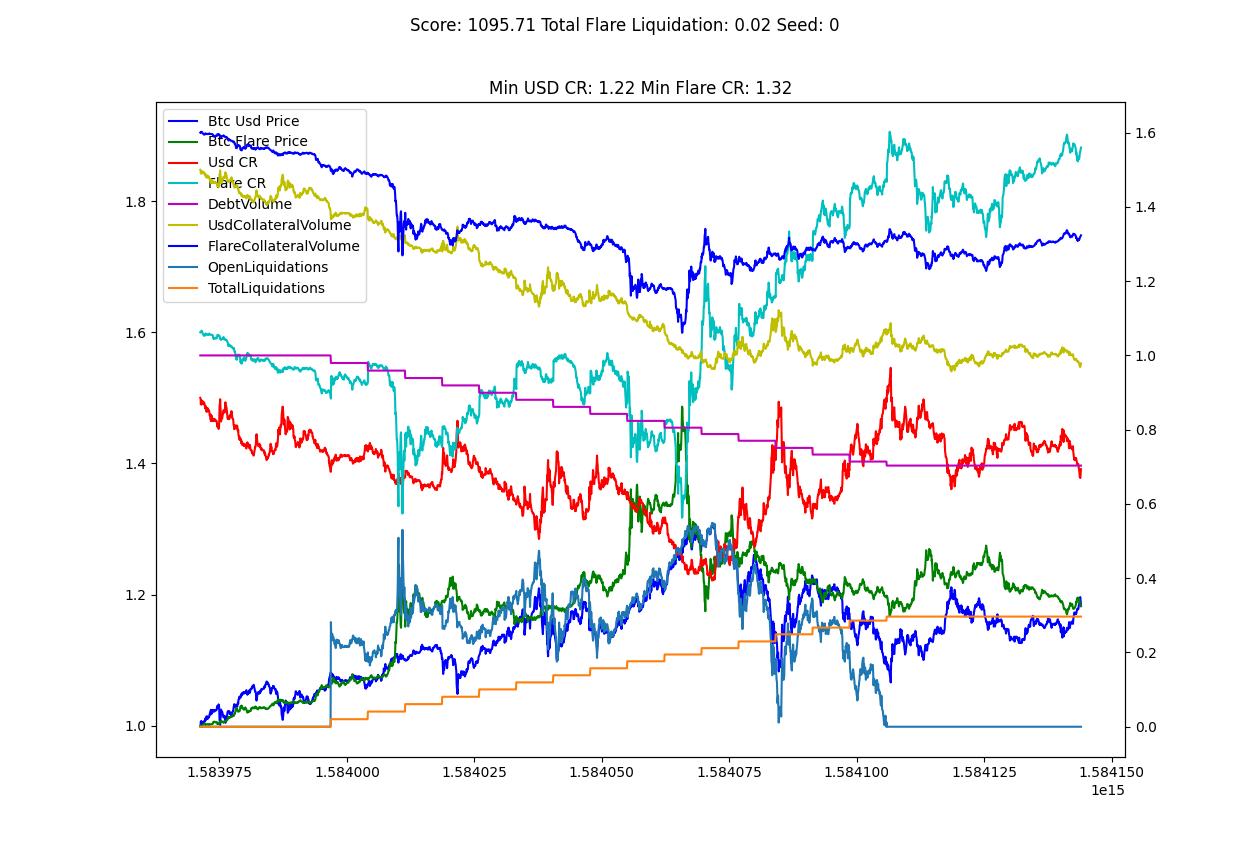 Score: 1095.71 Total Flare Liquidation: 0.02 Seed: 0
Min USD CR: 1.22 Min Flare CR: 1.32
Btc Usd Price
Btc Flare Price
Usd CR
Flare CR
DebtVolume
UsdCollateralVolume
FlareCollateralVolume
OpenLiquidations
TotalLiquidations
1.8
1.6
1.4
1.2
1.0
1.6
1.4
1.2
1.0
0.8
0.6
0.4
0.2
0.0
1.583975 1.584000 1.584025 1.584050 1.584075 1.584100 1.584125 1.584150
1e15